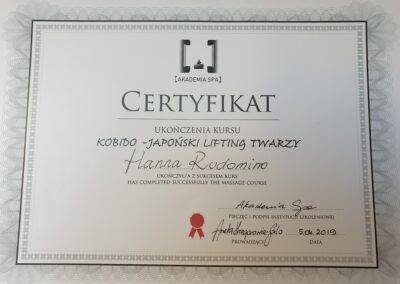 [AKADEMIA SPA]
CERTYFIKAT
UKOŃCZENIA KURSU
KOBIDO -JAPOŃSKI LIFTING TWARZY
Hanna Rudomino
UKOŃCZYŁ/A Z SUKCESEM KURS
HAS COMPLETED SUCCESSFULLY THE MASSAGE COURSE
Akademia Spa
PIECZĘĆ I PODPIS INSTYTUCJI SZKOLENIOWEJ
5.04.2019
PROWADZĄCY DATA